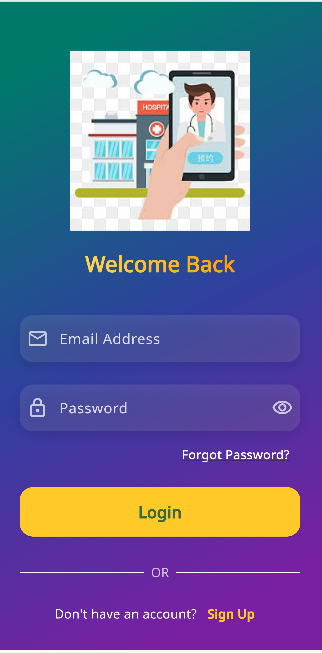 HOSPITA
预约
Welcome Back
Email Address
Password
Forgot Password?
Login
OR
Don't have an account? Sign Up